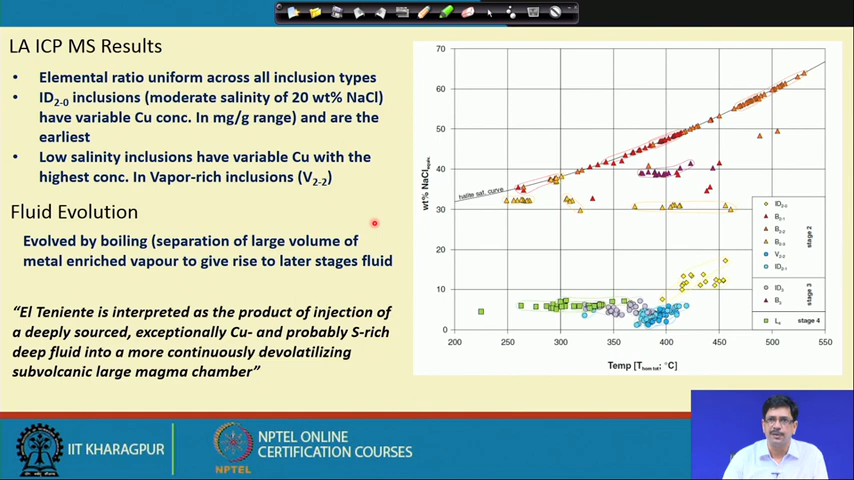 LA ICP MS Results
• Elemental ratio uniform across all inclusion types
• ID2-0 inclusions (moderate salinity of 20 wt% NaCl)
have variable Cu conc. In mg/g range) and are the
earliest
• Low salinity inclusions have variable Cu with the
highest conc. In Vapor-rich inclusions (V2-2)
Fluid Evolution
Evolved by boiling (separation of large volume of
metal enriched vapour to give rise to later stages fluid
“El Teniente is interpreted as the product of injection of
a deeply sourced, exceptionally Cu- and probably S-rich
deep fluid into a more continuously devolatilizing
subvolcanic large magma chamber”
70
60
50
40
30
20
10
0
wt% NaClequiv.
halite sat. curve
200 250 300 350 400 450 500 550
Temp [Thom tot; °C]
ID2-0
B2-1
B2-2
B2-3
V2-2
ID2-1
stage 2
ID3
B3
stage 3
L4 stage 4
IIT KHARAGPUR
NPTEL
NPTEL ONLINE
CERTIFICATION COURSES